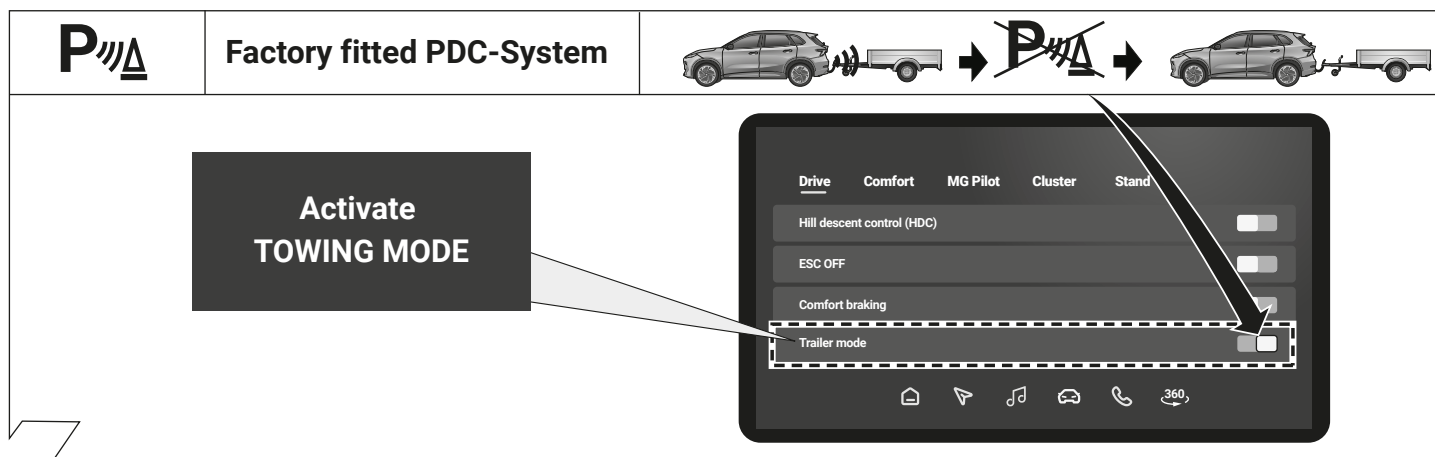 P
Factory fitted PDC-System
P
Activate
TOWING MODE
Drive Comfort MG Pilot Cluster Stand
Hill descent control (HDC)
ESC OFF
Comfort braking
Trailer mode
360